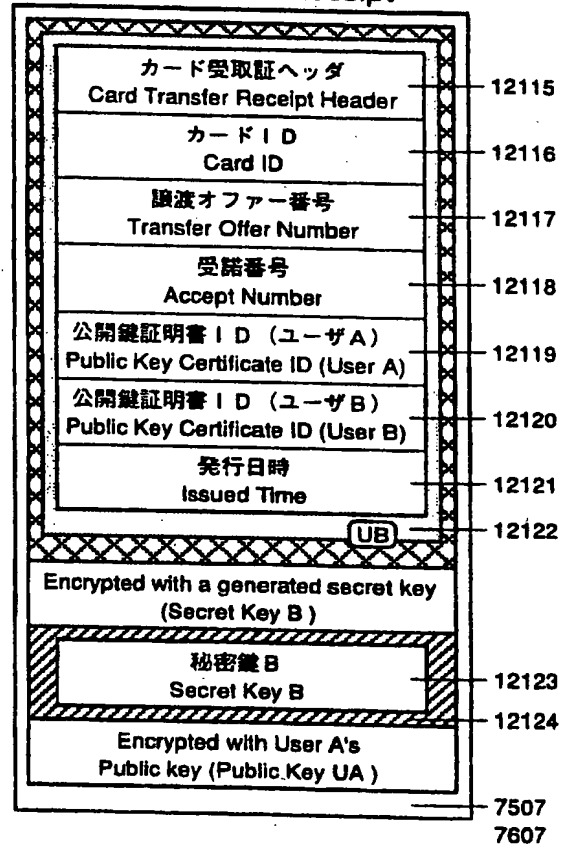 カード受取証ヘッダ
Card Transfer Receipt Header
12115
カードID
Card ID
12116
譲渡オファー番号
Transfer Offer Number
12117
受諾番号
Accept Number
12118
公開鍵証明書ID（ユーザA）
Public Key Certificate ID (User A)
12119
公開鍵証明書ID（ユーザB）
Public Key Certificate ID (User B)
12120
発行日時
Issued Time
12121
UB
12122
Encrypted with a generated secret key
(Secret Key B )
秘密鍵B
Secret Key B
12123
12124
Encrypted with User A's
Public key (Public Key UA )
7507
7607